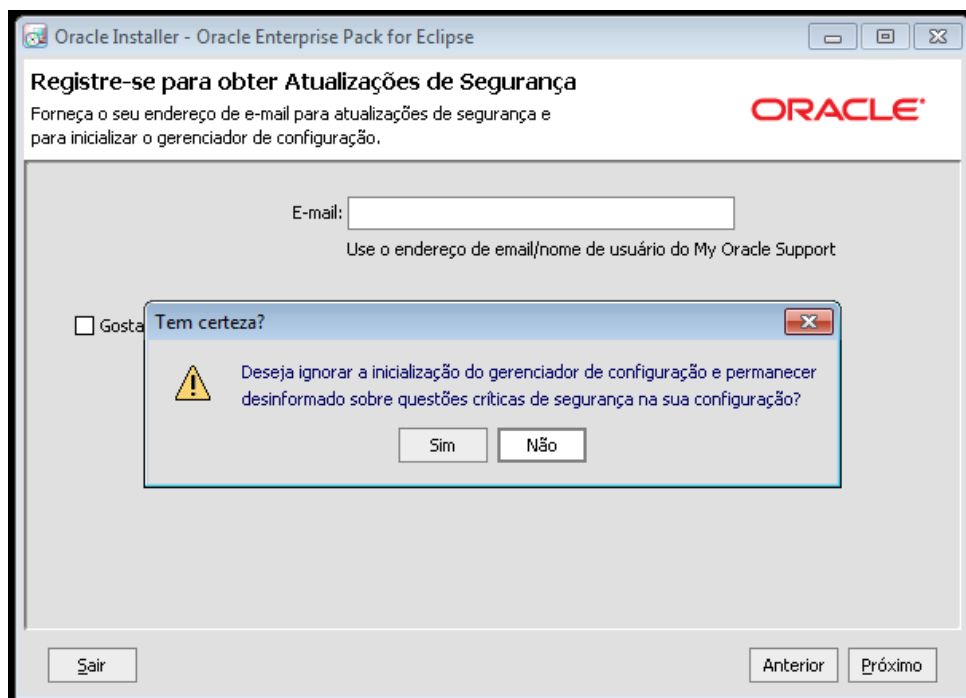 Oracle Installer - Oracle Enterprise Pack for Eclipse
Registre-se para obter Atualizações de Segurança
Forneça o seu endereço de e-mail para atualizações de segurança e
para inicializar o gerenciador de configuração.
ORACLE
E-mail:
Use o endereço de email/nome de usuário do My Oracle Support
Gosta
Tem certeza?
Deseja ignorar a inicialização do gerenciador de configuração e permanecer
desinformado sobre questões críticas de segurança na sua configuração?
Sim Não
Sair Anterior Próximo